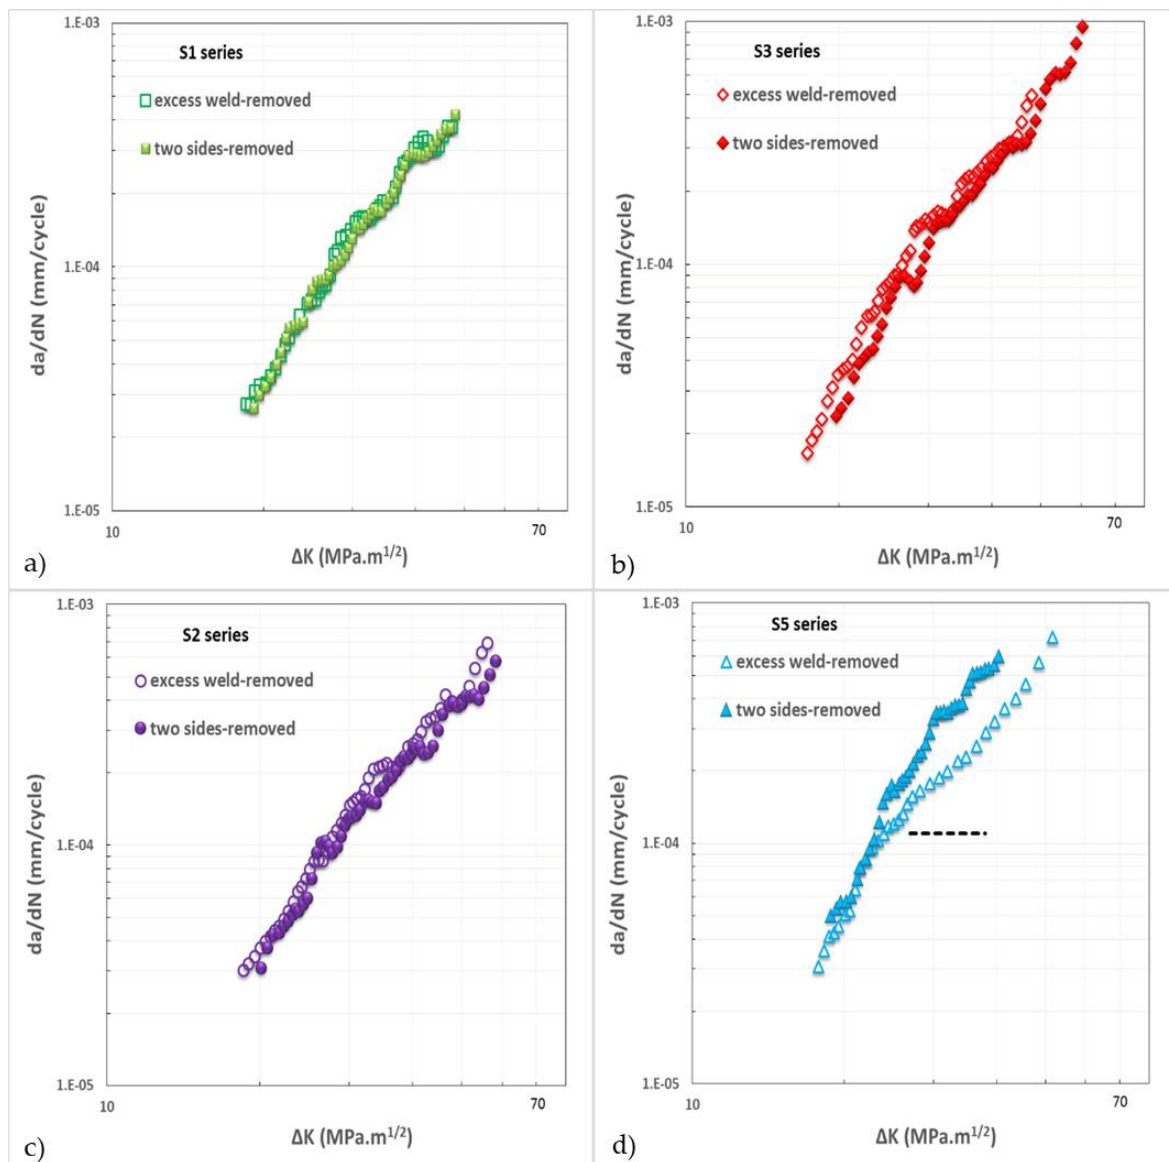 1.E-03
S1 series
excess weld-removed
two sides-removed
1.E-04
da/dN (mm/cycle)
1.E-05
10
70
ΔK (MPa.m1/2)
a)
1.E-03
S3 series
excess weld-removed
two sides-removed
1.E-04
da/dN (mm/cycle)
1.E-05
10
70
ΔK (MPa.m1/2)
b)
1.E-03
S2 series
excess weld-removed
two sides-removed
1.E-04
da/dN (mm/cycle)
1.E-05
10
70
ΔK (MPa.m1/2)
c)
1.E-03
S5 series
excess weld-removed
two sides-removed
1.E-04
da/dN (mm/cycle)
1.E-05
10
70
ΔK (MPa.m1/2)
d)